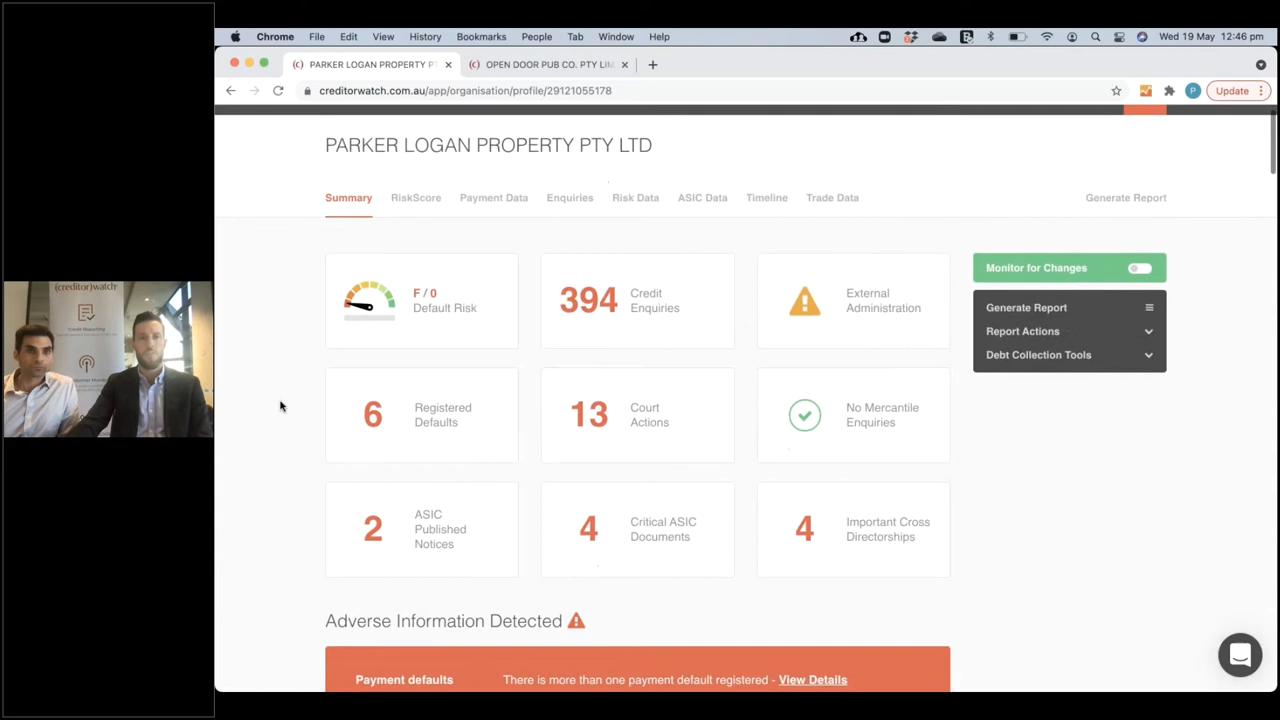 Chrome File Edit View History Bookmarks People Tab Window Help Wed 19 May 12:46 pm
PARKER LOGAN PROPERTY P OPEN DOOR PUB CO. PTY LIM
creditorwatch.com.au/app/organisation/profile/29121055178 P Update
PARKER LOGAN PROPERTY PTY LTD
Summary RiskScore Payment Data Enquiries Risk Data ASIC Data Timeline Trade Data Generate Report
F / 0
Default Risk
394
Credit
Enquiries
External
Administration
Monitor for Changes
Generate Report
Report Actions
Debt Collection Tools
6
Registered
Defaults
13
Court
Actions
No Mercantile
Enquiries
2
ASIC
Published
Notices
4
Critical ASIC
Documents
4
Important Cross
Directorships
Adverse Information Detected
Payment defaults There is more than one payment default registered - View Details
(creditor)watch
Credit Reporting